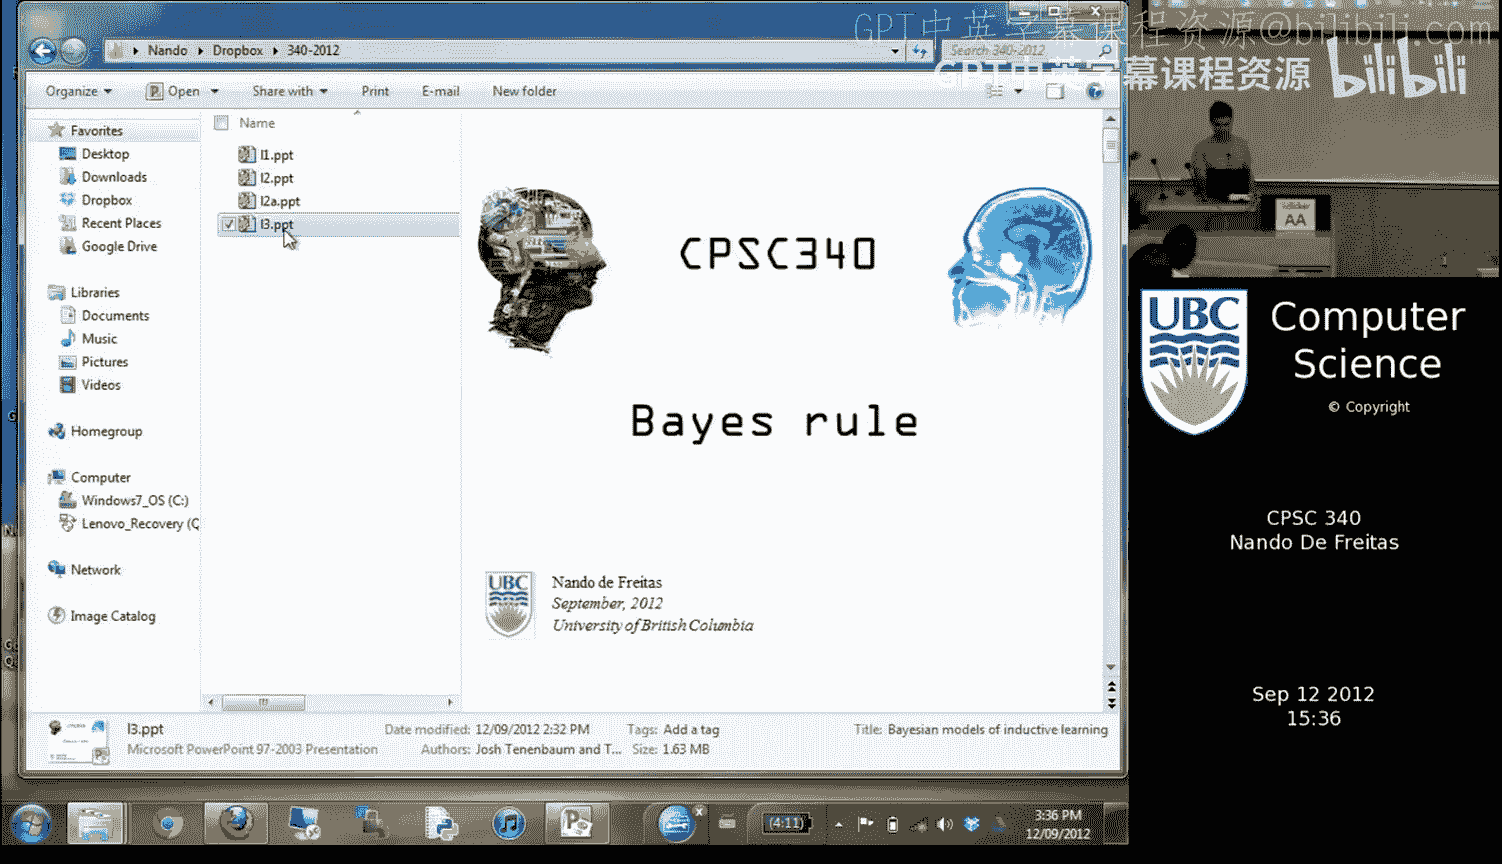 GPT中英字幕课程资源@bilibili.com
GPT中英字幕课程资源 bilibili
Nando
Dropbox
340-2012
Search 340-2012
Organize
Open
Share with
Print
E-mail
New folder
Favorites
Desktop
Downloads
Dropbox
Recent Places
Google Drive
Libraries
Documents
Music
Pictures
Videos
Homegroup
Computer
Windows7_OS (C:)
Lenovo_Recovery (Q
Network
Image Catalog
Name
l1.ppt
l2.ppt
l2a.ppt
l3.ppt
CPSC340
Bayes rule
UBC
Nando de Freitas
September, 2012
University of British Columbia
l3.ppt
Microsoft PowerPoint 97-2003 Presentation
Date modified: 12/09/2012 2:32 PM
Authors: Josh Tenenbaum and T...
Tags: Add a tag
Size: 1.63 MB
Title: Bayesian models of inductive learning
(4:11)
3:36 PM
12/09/2012
AA
UBC
Computer
Science
© Copyright
CPSC 340
Nando De Freitas
Sep 12 2012
15:36